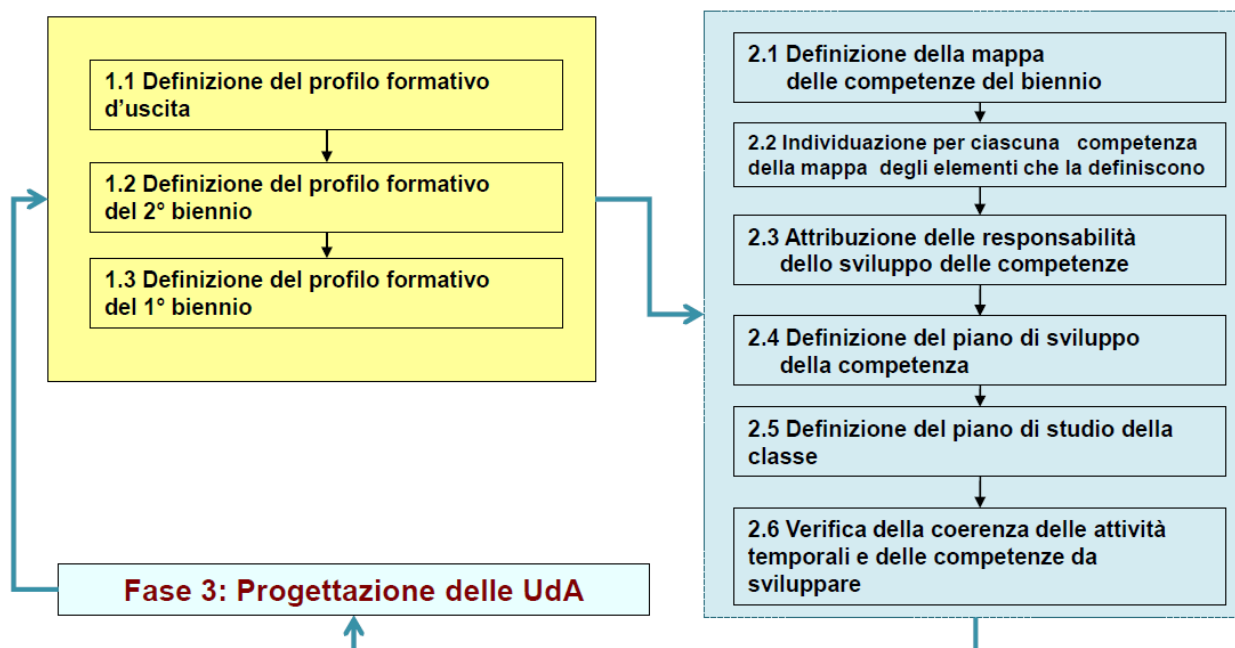 1.1 Definizione del profilo formativo
d'uscita
1.2 Definizione del profilo formativo
del 2° biennio
1.3 Definizione del profilo formativo
del 1° biennio
2.1 Definizione della mappa
delle competenze del biennio
2.2 Individuazione per ciascuna competenza
della mappa degli elementi che la definiscono
2.3 Attribuzione delle responsabilità
dello sviluppo delle competenze
2.4 Definizione del piano di sviluppo
della competenza
2.5 Definizione del piano di studio della
classe
2.6 Verifica della coerenza delle attività
temporali e delle competenze da
sviluppare
Fase 3: Progettazione delle UdA